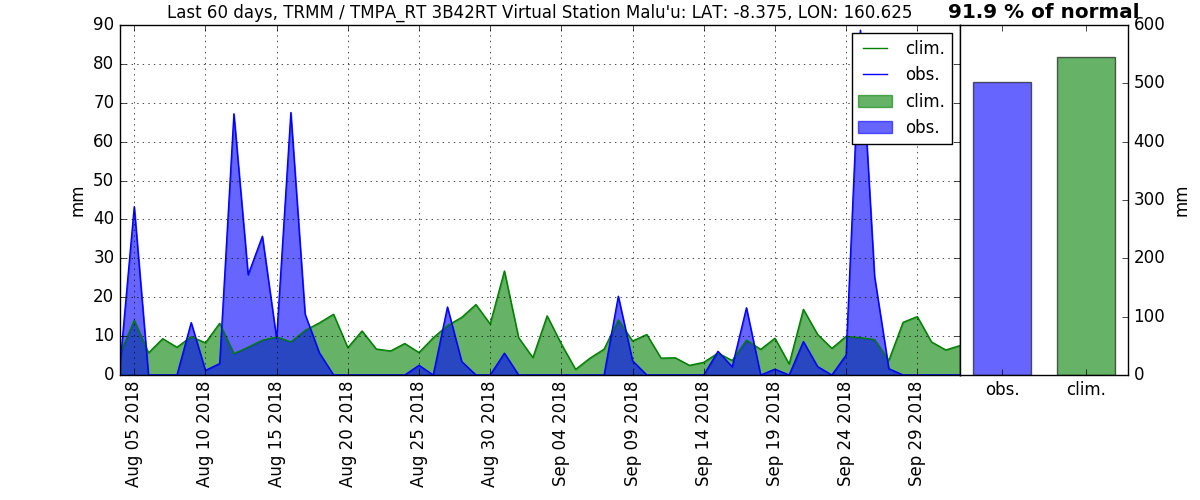 Last 60 days, TRMM / TMPA_RT 3B42RT Virtual Station Malu'u: LAT: -8.375, LON: 160.625
91.9 % of normal
90
80
70
60
50
40
30
20
10
0
mm
clim.
obs.
clim.
obs.
600
500
400
300
200
100
0
mm
obs.
clim.
Aug 05 2018
Aug 10 2018
Aug 15 2018
Aug 20 2018
Aug 25 2018
Aug 30 2018
Sep 04 2018
Sep 09 2018
Sep 14 2018
Sep 19 2018
Sep 24 2018
Sep 29 2018